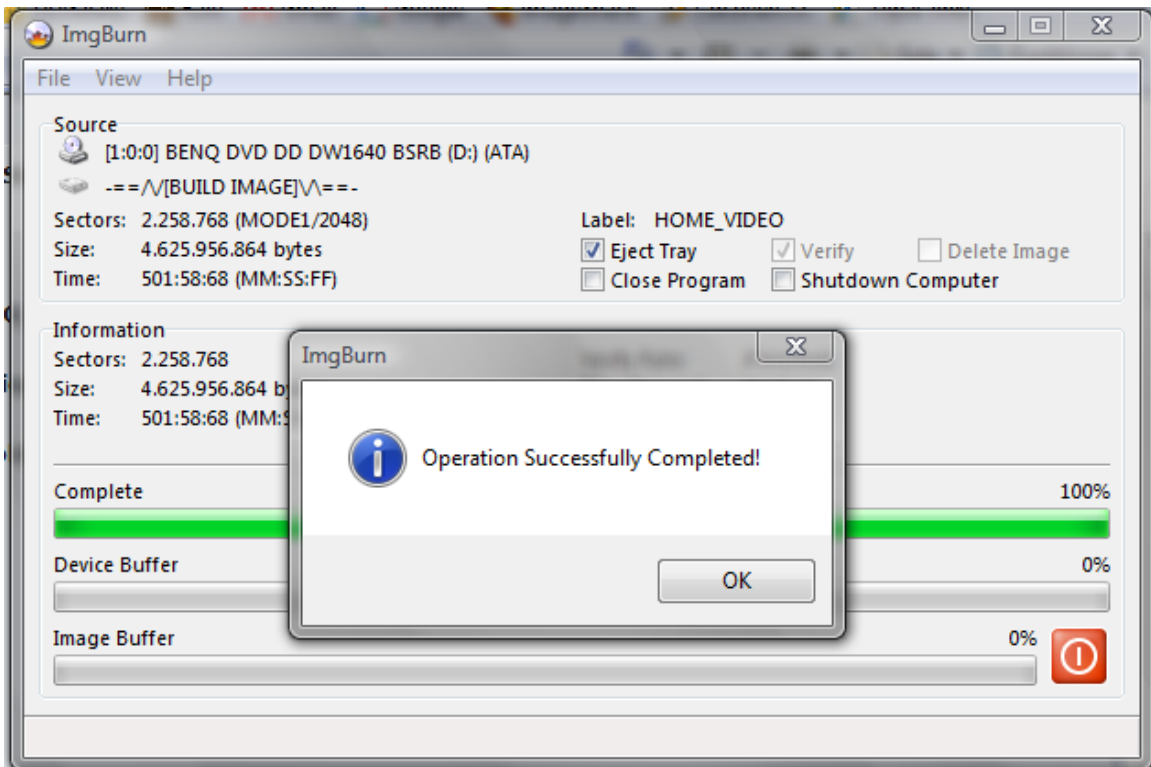 ImgBurn
File View Help
Source
[1:0:0] BENQ DVD DD DW1640 BSRB (D:) (ATA)
-==/\/[BUILD IMAGE]\/\==-
Sectors: 2.258.768 (MODE1/2048)
Label: HOME_VIDEO
Size: 4.625.956.864 bytes
Eject Tray Verify Delete Image
Time: 501:58:68 (MM:SS:FF)
Close Program Shutdown Computer
Information
Sectors: 2.258.768
Size: 4.625.956.864
Time: 501:58:68
ImgBurn
Operation Successfully Completed!
OK
Complete 100%
Device Buffer 0%
Image Buffer 0%